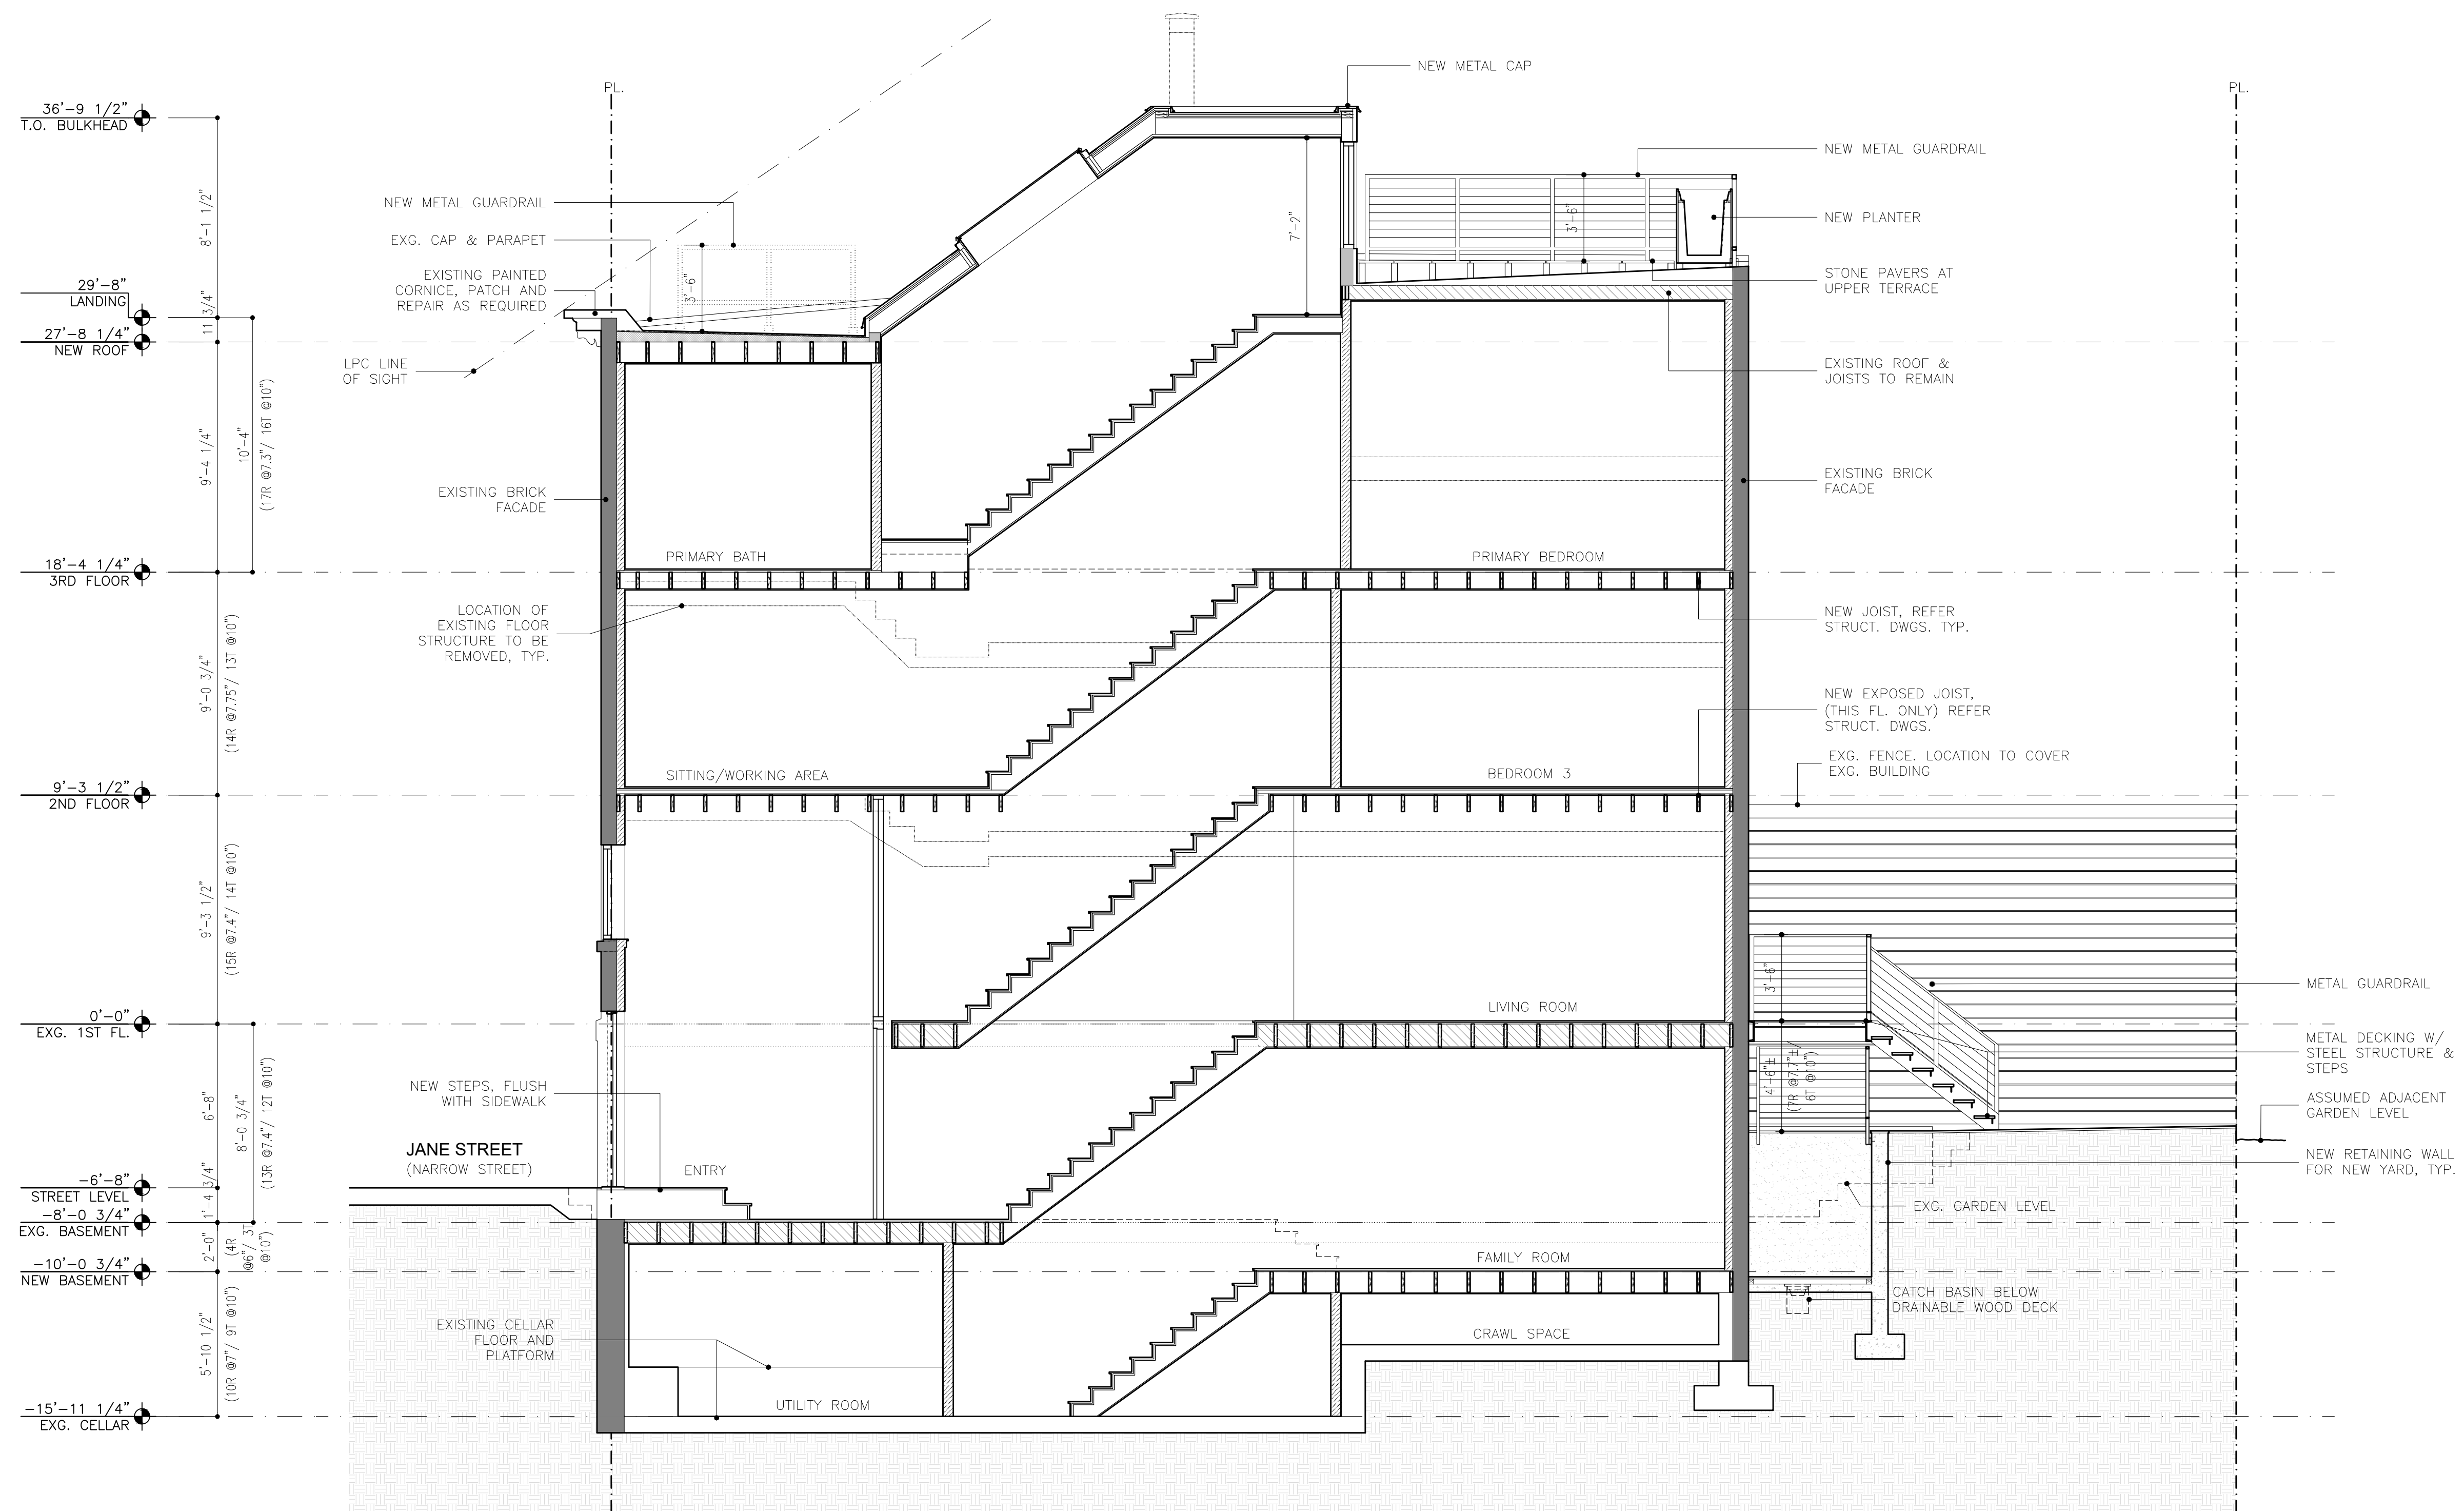 PL.
PL.
36'-9 1/2"
T.O. BULKHEAD
29'-8"
LANDING
27'-8 1/4"
NEW ROOF
18'-4 1/4"
3RD FLOOR
9'-3 1/2"
2ND FLOOR
0'-0"
EXG. 1ST FL.
-6'-8"
STREET LEVEL
-8'-0 3/4"
EXG. BASEMENT
-10'-0 3/4"
NEW BASEMENT
-15'-11 1/4"
EXG. CELLAR
8'-1 1/2"
11 3/4"
9'-4 1/4"
10'-4"
(17R @7.3"/ 16T @10")
9'-0 3/4"
(14R @7.75"/ 13T @10")
9'-3 1/2"
(15R @7.4"/ 14T @10")
6'-8"
8'-0 3/4"
(13R @7.4"/ 12T @10")
1'-4 3/4"
2'-0"
(4R
@6"/ 3T
@10")
5'-10 1/2"
(10R @7"/ 9T @10")
NEW METAL GUARDRAIL
EXG. CAP & PARAPET
EXISTING PAINTED
CORNICE, PATCH AND
REPAIR AS REQUIRED
LPC LINE
OF SIGHT
EXISTING BRICK
FACADE
LOCATION OF
EXISTING FLOOR
STRUCTURE TO BE
REMOVED, TYP.
NEW STEPS, FLUSH
WITH SIDEWALK
JANE STREET
(NARROW STREET)
EXISTING CELLAR
FLOOR AND
PLATFORM
3'-6"
7'-2"
3'-6"
PRIMARY BATH
PRIMARY BEDROOM
SITTING/WORKING AREA
BEDROOM 3
LIVING ROOM
ENTRY
FAMILY ROOM
CRAWL SPACE
UTILITY ROOM
NEW METAL CAP
NEW METAL GUARDRAIL
NEW PLANTER
STONE PAVERS AT
UPPER TERRACE
EXISTING ROOF &
JOISTS TO REMAIN
EXISTING BRICK
FACADE
NEW JOIST, REFER
STRUCT. DWGS. TYP.
NEW EXPOSED JOIST,
(THIS FL. ONLY) REFER
STRUCT. DWGS.
EXG. FENCE. LOCATION TO COVER
EXG. BUILDING
3'-6"
4'-6"±
(7R @7.7"±/
6T @10")
METAL GUARDRAIL
METAL DECKING W/
STEEL STRUCTURE &
STEPS
ASSUMED ADJACENT
GARDEN LEVEL
NEW RETAINING WALL
FOR NEW YARD, TYP.
EXG. GARDEN LEVEL
CATCH BASIN BELOW
DRAINABLE WOOD DECK